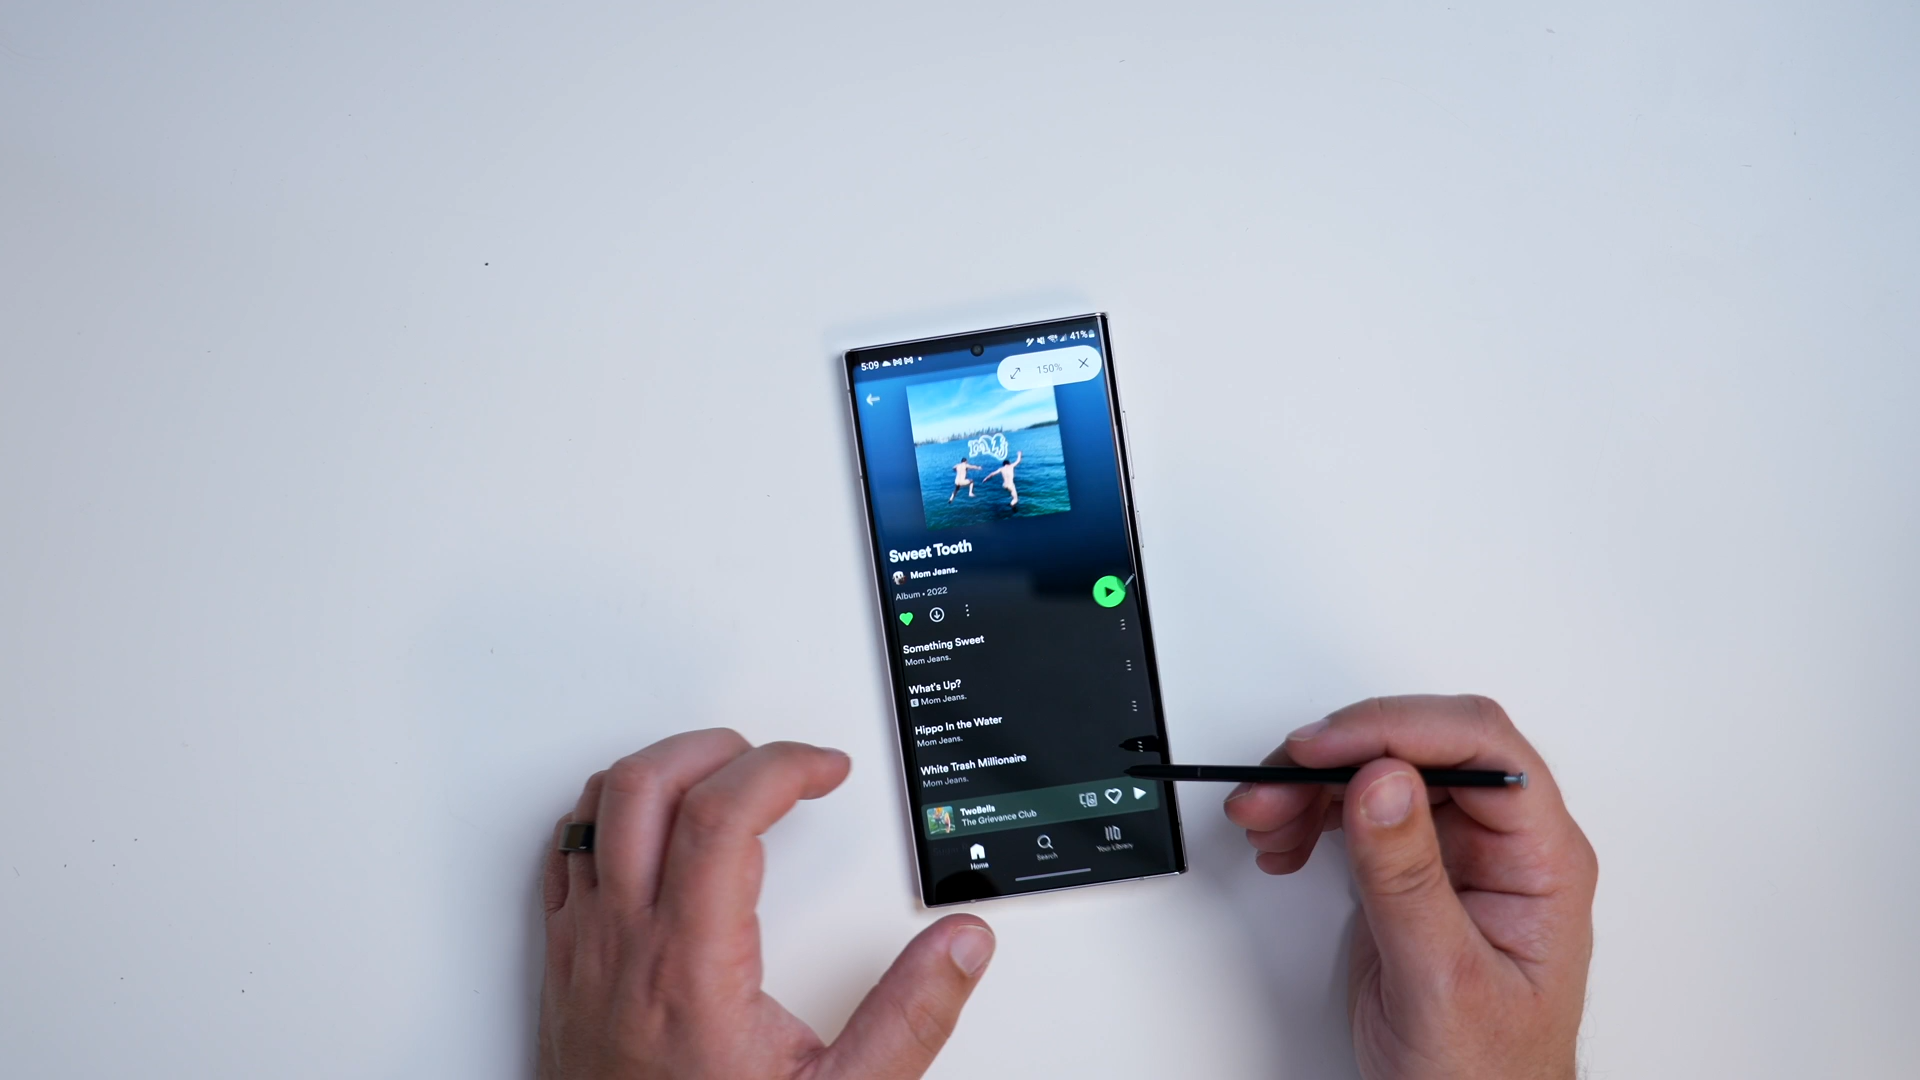 5:09
41%
150%
Sweet Tooth
Mom Jeans.
Album • 2022
Something Sweet
Mom Jeans.
What's Up?
E Mom Jeans.
Hippo In the Water
Mom Jeans.
White Trash Millionaire
Mom Jeans.
TwoBells
The Grievance Club
Home
Search
Your Library